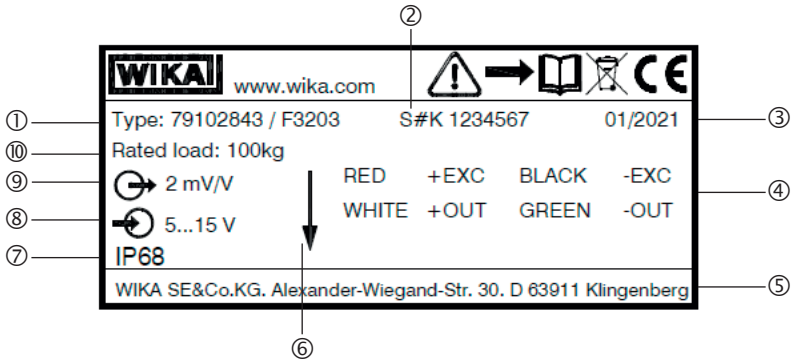 ②
WIKA www.wika.com CE
① Type: 79102843 / F3203 S#K 1234567 01/2021 ③
⑩ Rated load: 100kg
⑨ 2 mV/V RED +EXC BLACK -EXC ④
⑧ 5...15 V WHITE +OUT GREEN -OUT
⑦ IP68
WIKA SE&Co.KG. Alexander-Wiegand-Str. 30. D 63911 Klingenberg ⑤
⑥